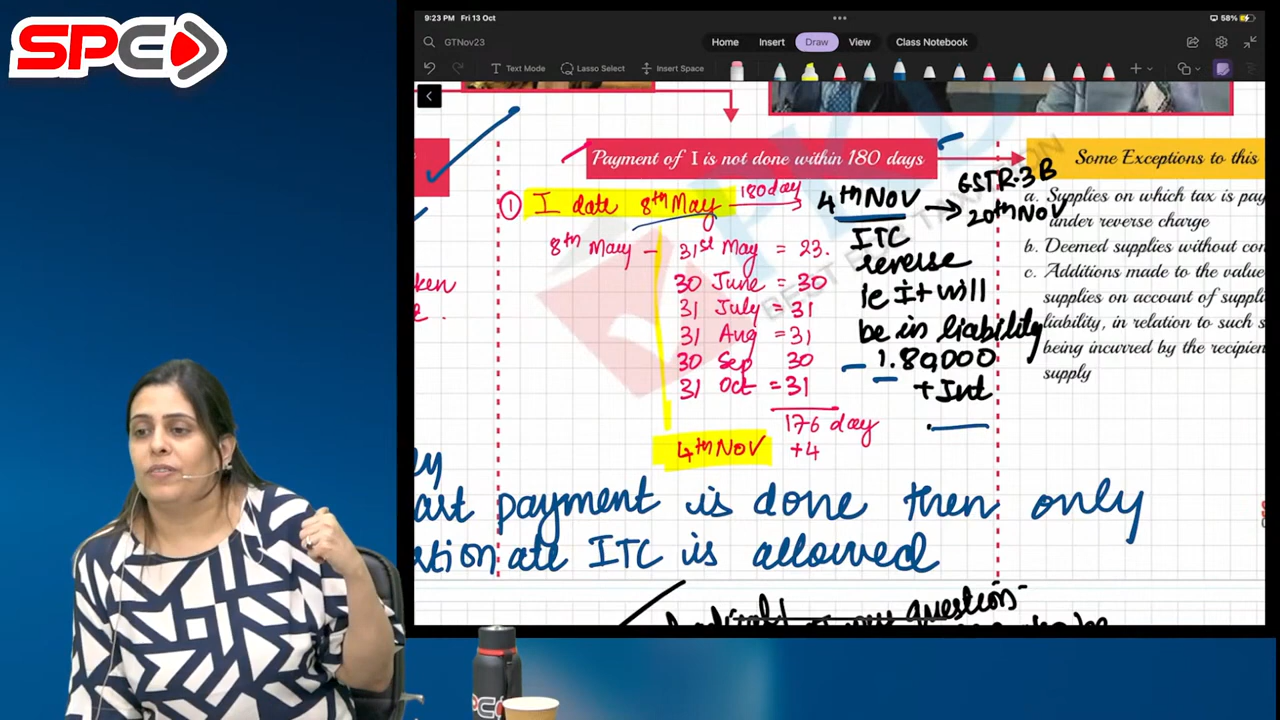 SPC
9:23 PM Fri 13 Oct
58%
GTNov23
Home Insert Draw View Class Notebook
Text Mode Lasso Select Insert Space
Payment of I is not done within 180 days
Some Exceptions to this
① I date 8th May 180 day 4th Nov → GSTR-3B
20th Nov
8th May - 31st May = 23.
30 June = 30
31 July = 31
31 Aug = 31
30 Sep 30
31 Oct = 31
176 day
4th Nov +4
ITC
reverse
ie It will
be in liability
1.80000
+ Int
a. Supplies on which tax is pay
under reverse charge
b. Deemed supplies without con
c. Additions made to the value
supplies on account of suppli
liability, in relation to such s
being incurred by the recipien
supply
ken
payment is done then only
ate ITC is allowed
question
SPC